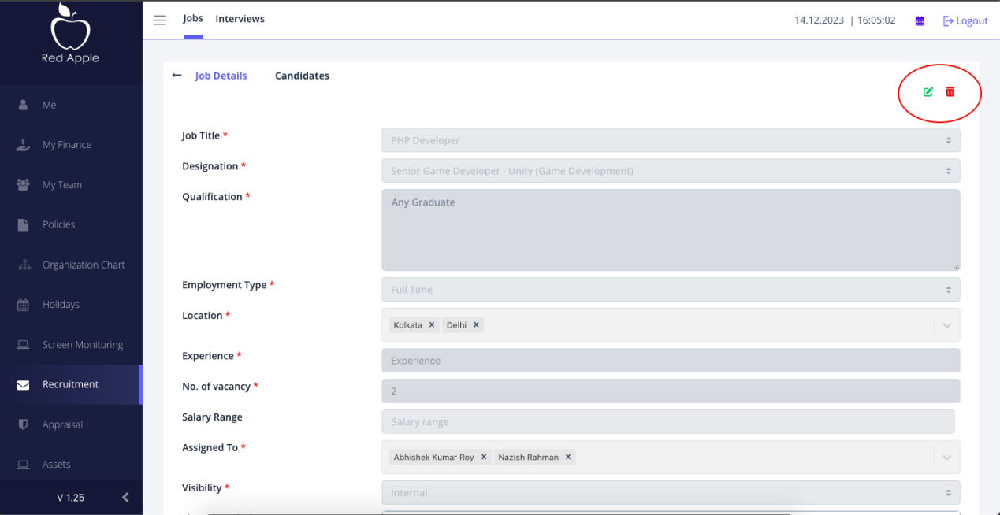 Red Apple
Jobs Interviews 14.12.2023 | 16:05:02 Logout
Job Details Candidates
Me
My Finance
My Team
Policies
Organization Chart
Holidays
Screen Monitoring
Recruitment
Appraisal
Assets
V 1.25
Job Title * PHP Developer
Designation * Senior Game Developer - Unity (Game Development)
Qualification * Any Graduate
Employment Type * Full Time
Location * Kolkata Delhi
Experience * Experience
No. of vacancy * 2
Salary Range Salary range
Assigned To * Abhishek Kumar Roy Nazish Rahman
Visibility * Internal